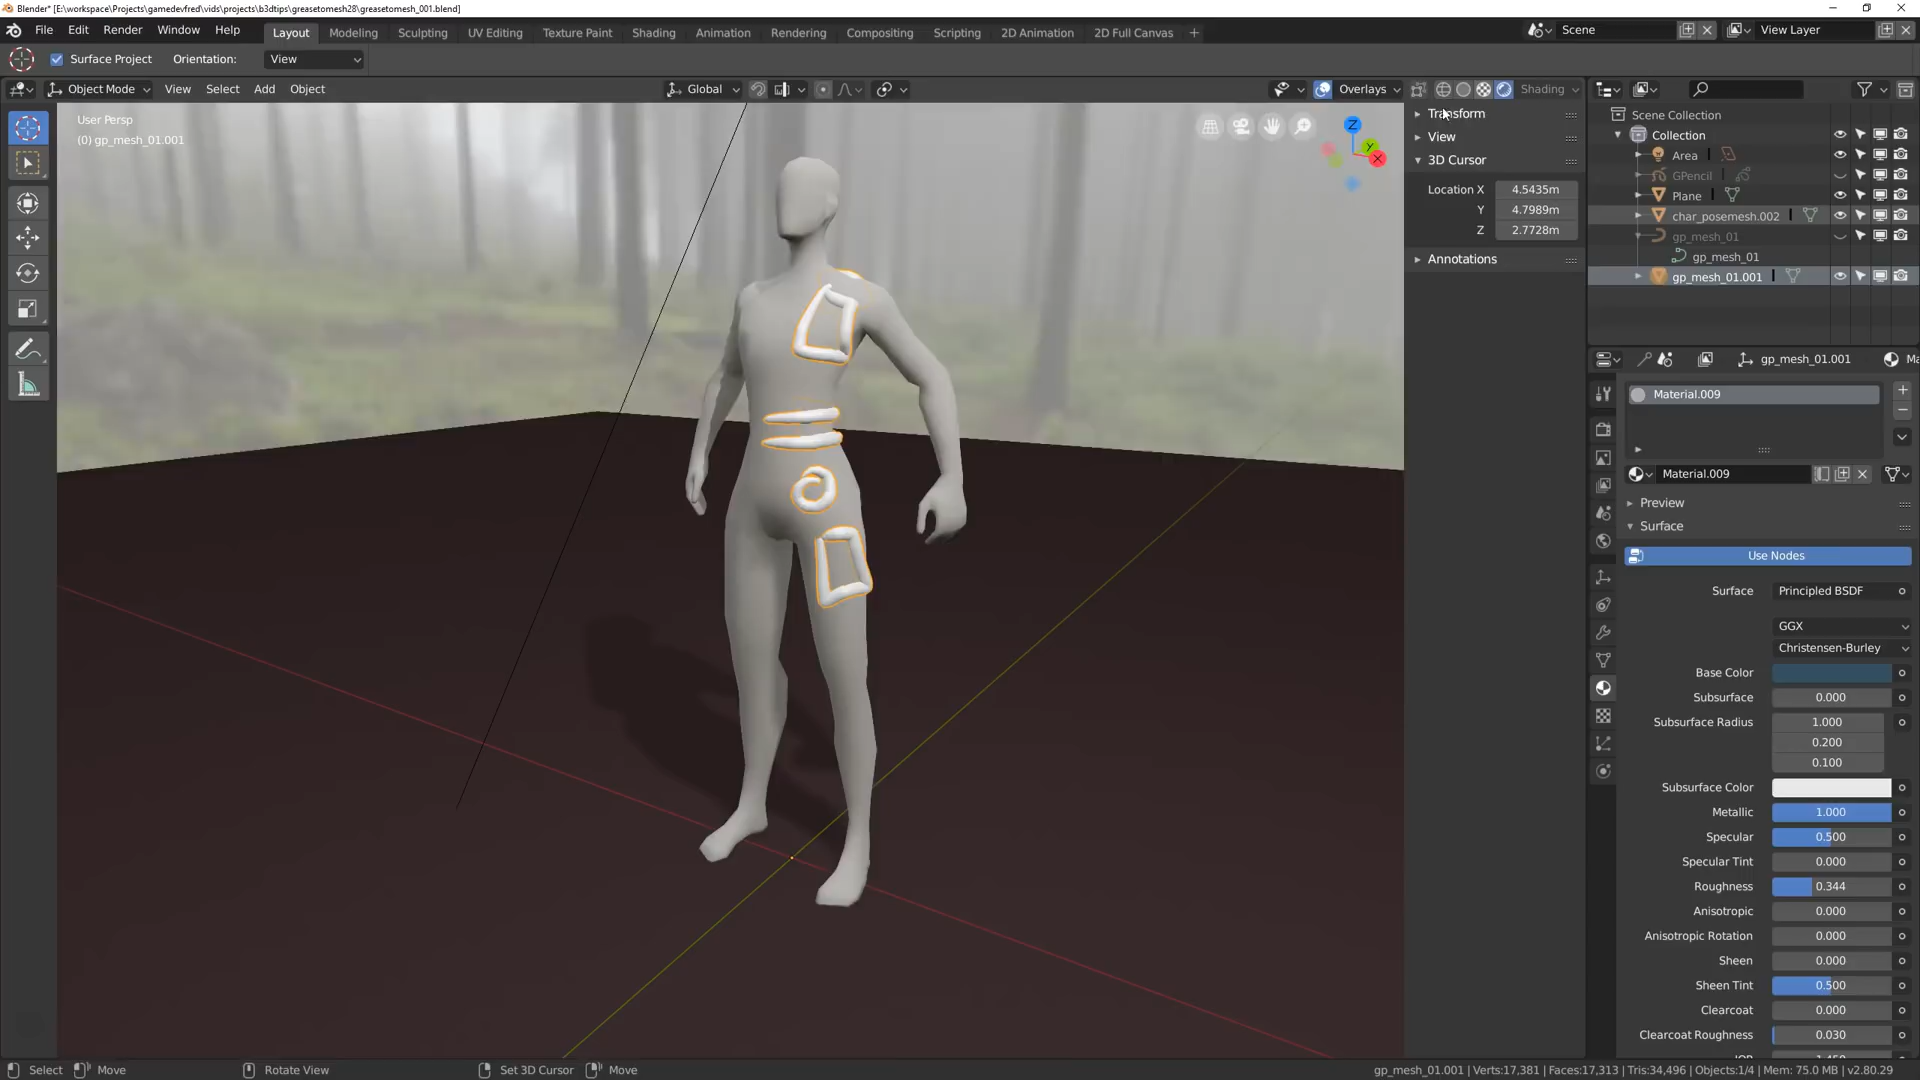 Blender* [E:\workspace\Projects\gamedevfred\vids\projects\b3dtips\greasetomesh28\greasetomesh_001.blend]
File Edit Render Window Help Layout Modeling Sculpting UV Editing Texture Paint Shading Animation Rendering Compositing Scripting 2D Animation 2D Full Canvas + Scene View Layer
Surface Project Orientation: View
Object Mode View Select Add Object Global Overlays Shading
User Persp
(0) gp_mesh_01.001
Z
Y
X
Transform
View
3D Cursor
Location X 4.5435m
Y 4.7989m
Z 2.7728m
Annotations
Scene Collection
Collection
Area
GPencil
Plane
char_posemesh.002
gp_mesh_01
gp_mesh_01
gp_mesh_01.001
gp_mesh_01.001 Ma
Material.009
Material.009
Preview
Surface
Use Nodes
Surface Principled BSDF
GGX
Christensen-Burley
Base Color
Subsurface 0.000
Subsurface Radius 1.000
0.200
0.100
Subsurface Color
Metallic 1.000
Specular 0.500
Specular Tint 0.000
Roughness 0.344
Anisotropic 0.000
Anisotropic Rotation 0.000
Sheen 0.000
Sheen Tint 0.500
Clearcoat 0.000
Clearcoat Roughness 0.030
Select Move Rotate View Set 3D Cursor Move
gp_mesh_01.001 | Verts:17,381 | Faces:17,313 | Tris:34,496 | Objects:1/4 | Mem: 75.0 MB | v2.80.29